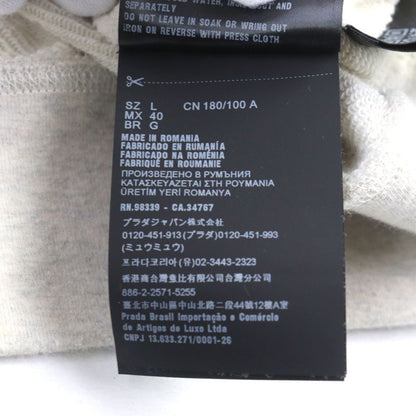 SEPARATELY
DO NOT LEAVE IN SOAK OR WRING OUT
IRON ON REVERSE WITH PRESS CLOTH
SZ L CN 180/100 A
MX 40
BR G
MADE IN ROMANIA
FABRICADO EN RUMANÍA
FABRICADO NA ROMÉNIA
FABRIQUÉ EN ROUMANIE
ПРОИЗВЕДЕНО В РУМЪНИЯ
ΚΑΤΑΣΚΕΥΑΖΕΤΑΙ ΣΤΗ ΡΟΥΜΑΝΙΑ
ÜRETİM YERİ ROMANYA
RN.98339 - CA.34767
プラダジャパン株式会社
0120-451-913 (プラダ) 0120-451-993
(ミュウミュウ)
프라다코리아 (유) 02-3443-2323
香港商台灣普比有限公司台灣分公司
886-2-2571-5255
臺北市中山區中山北路二段44號12樓A室
Prada Brasil Importação e Comércio
de Artigos de Luxo Ltda
CNPJ 13.633.271/0001-26